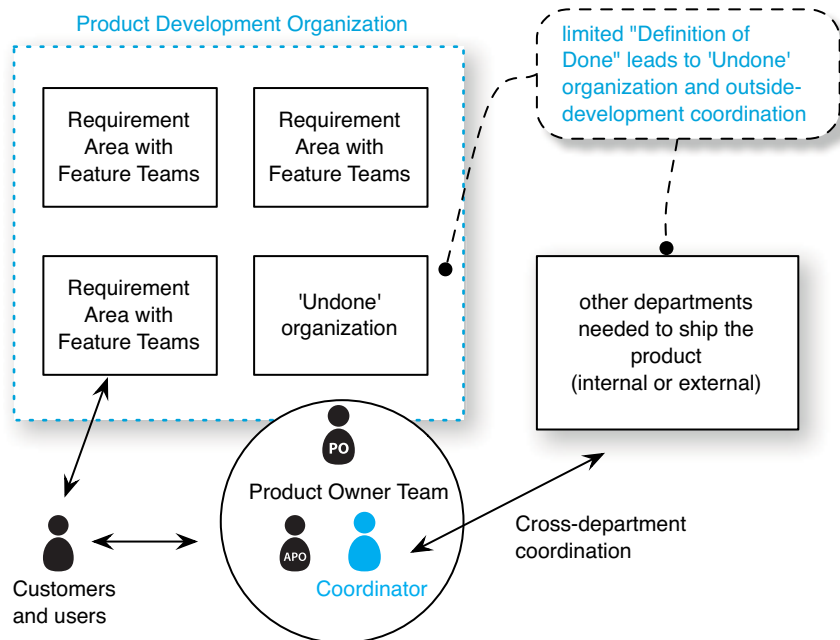 Product Development Organization
limited "Definition of
Done" leads to 'Undone'
organization and outside-
development coordination
Requirement
Area with
Feature Teams
Requirement
Area with
Feature Teams
Requirement
Area with
Feature Teams
'Undone'
organization
other departments
needed to ship the
product
(internal or external)
PO
Product Owner Team
APO
Coordinator
Cross-department
coordination
Customers
and users